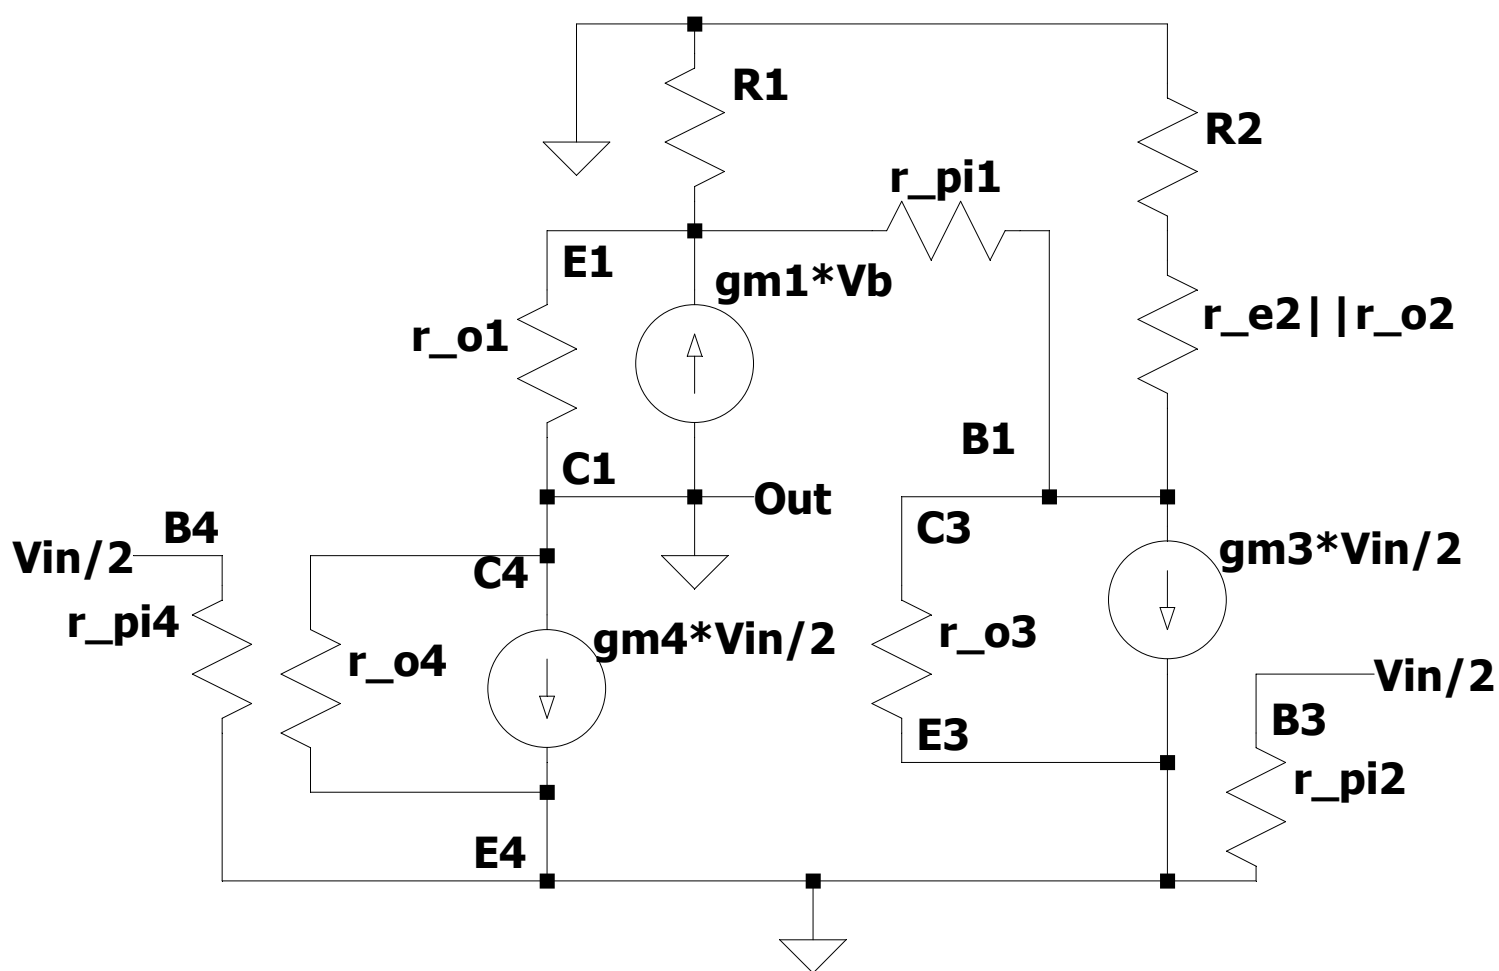 R1
R2
r_pi1
E1
gm1*Vb
r_o1
r_e2||r_o2
B1
C1
Out
B4
C3
Vin/2
C4
gm3*Vin/2
r_pi4
r_o4
gm4*Vin/2
r_o3
Vin/2
E3
B3
r_pi2
E4